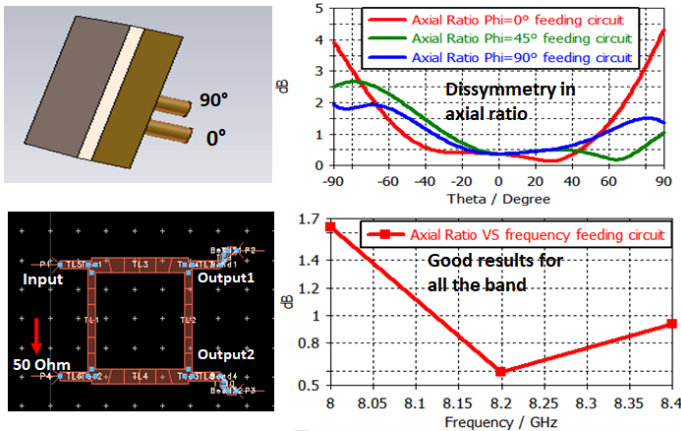 90°
0°
5
4
3
2
1
0
dB
Axial Ratio Phi=0° feeding circuit
Axial Ratio Phi=45° feeding circuit
Axial Ratio Phi=90° feeding circuit
Dissymmetry in
axial ratio
-90
-60
-40
-20
0
20
40
60
90
Theta / Degree
P1
TL3
P2
Input
Output1
TL1
TL2
50 Ohm
Output2
P4
TL4
P3
1.7
1.4
1.2
1
0.8
0.5
dB
Axial Ratio VS frequency feeding circuit
Good results for
all the band
8
8.05
8.1
8.15
8.2
8.25
8.3
8.35
8.4
Frequency / GHz